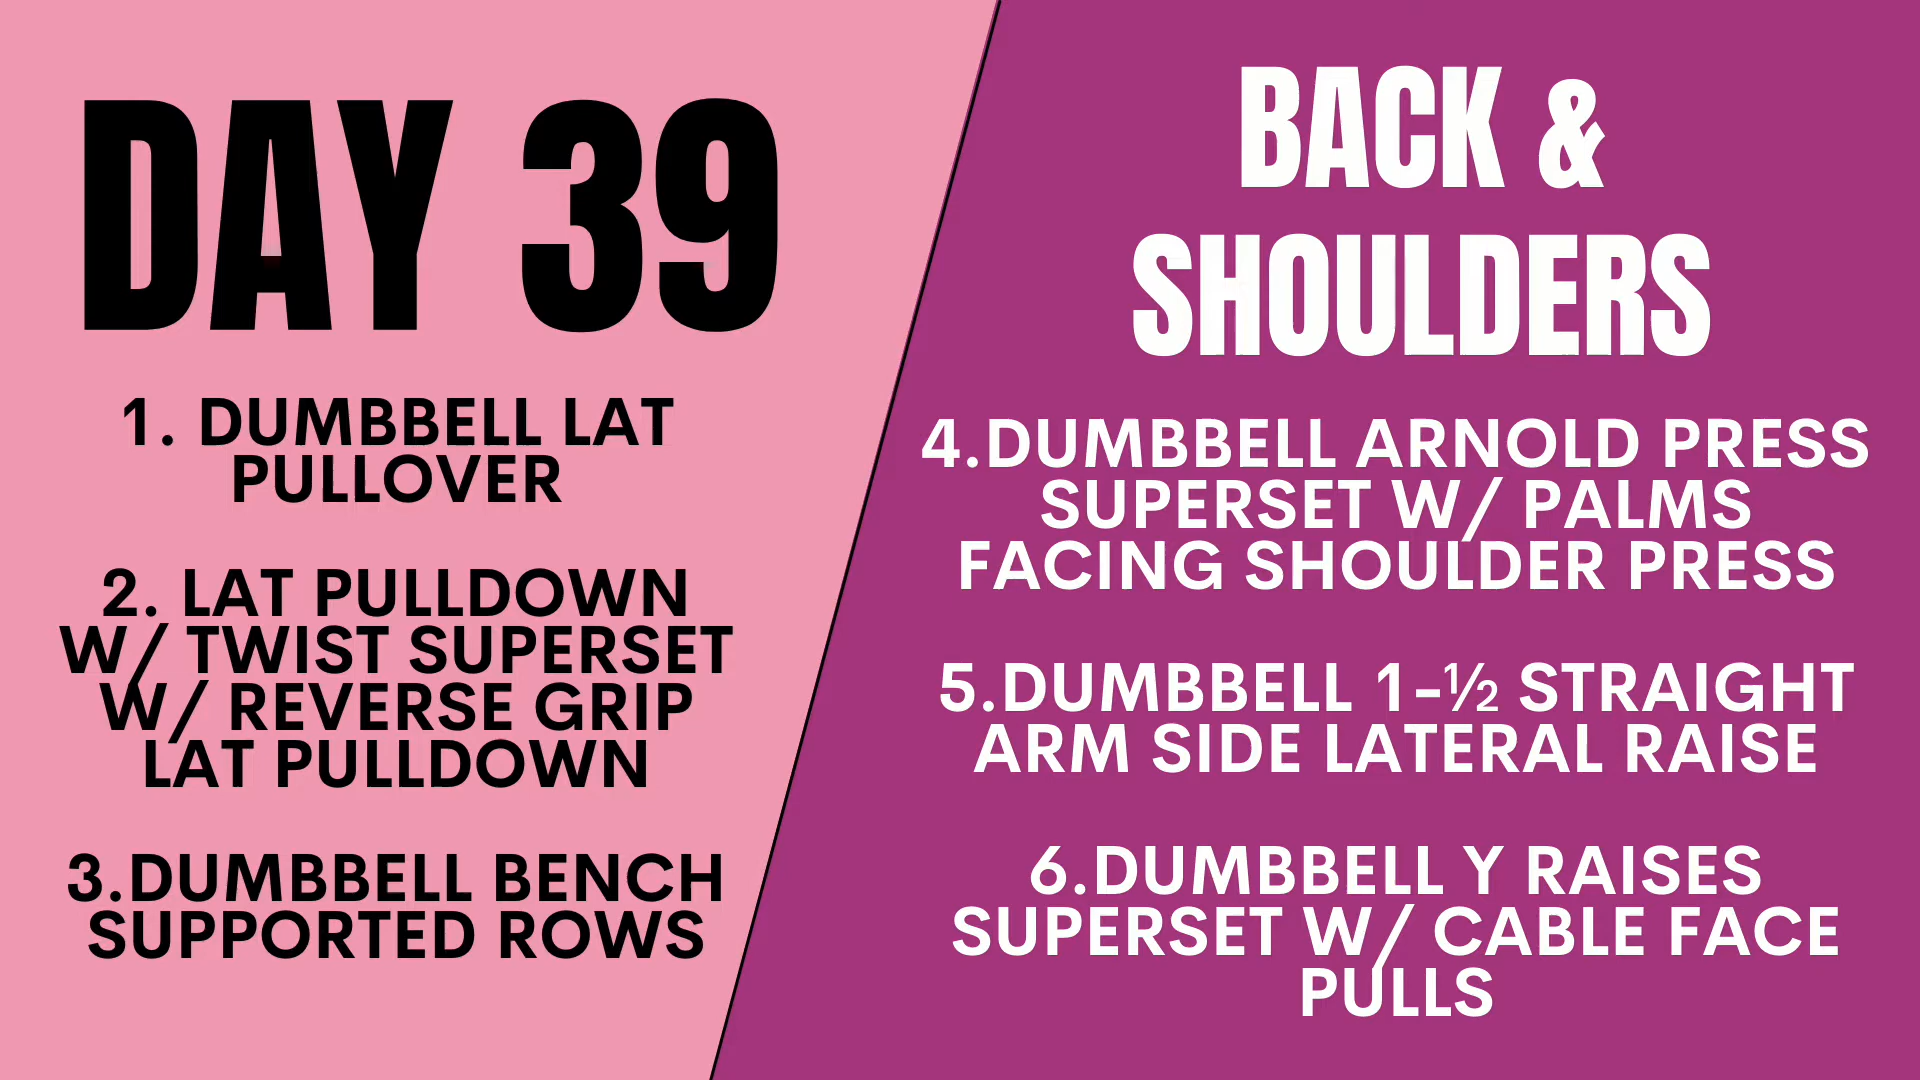 DAY 39
1. DUMBBELL LAT
PULLOVER
2. LAT PULLDOWN
W/ TWIST SUPERSET
W/ REVERSE GRIP
LAT PULLDOWN
3.DUMBBELL BENCH
SUPPORTED ROWS
BACK &
SHOULDERS
4.DUMBBELL ARNOLD PRESS
SUPERSET W/ PALMS
FACING SHOULDER PRESS
5.DUMBBELL 1-½ STRAIGHT
ARM SIDE LATERAL RAISE
6.DUMBBELL Y RAISES
SUPERSET W/ CABLE FACE
PULLS